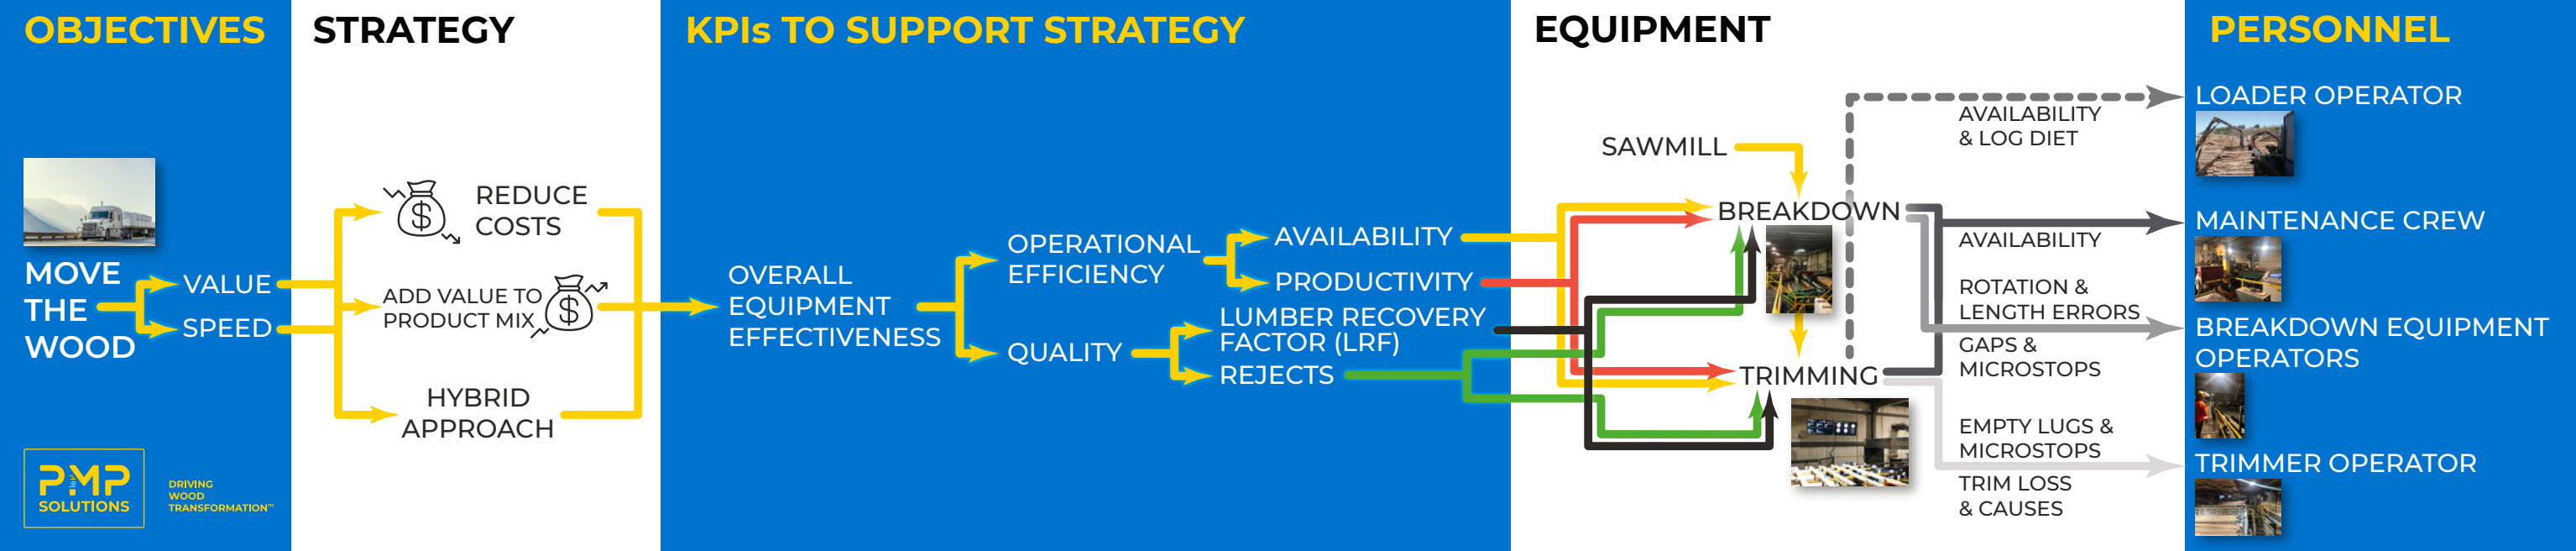 OBJECTIVES
MOVE
THE
WOOD
VALUE
SPEED
PMP
SOLUTIONS
DRIVING
WOOD
TRANSFORMATION™
STRATEGY
$
REDUCE
COSTS
ADD VALUE TO
PRODUCT MIX
$
HYBRID
APPROACH
KPIs TO SUPPORT STRATEGY
OVERALL
EQUIPMENT
EFFECTIVENESS
OPERATIONAL
EFFICIENCY
QUALITY
AVAILABILITY
PRODUCTIVITY
LUMBER RECOVERY
FACTOR (LRF)
REJECTS
EQUIPMENT
SAWMILL
BREAKDOWN
TRIMMING
AVAILABILITY
& LOG DIET
AVAILABILITY
ROTATION &
LENGTH ERRORS
GAPS &
MICROSTOPS
EMPTY LUGS &
MICROSTOPS
TRIM LOSS
& CAUSES
PERSONNEL
LOADER OPERATOR
MAINTENANCE CREW
BREAKDOWN EQUIPMENT
OPERATORS
TRIMMER OPERATOR